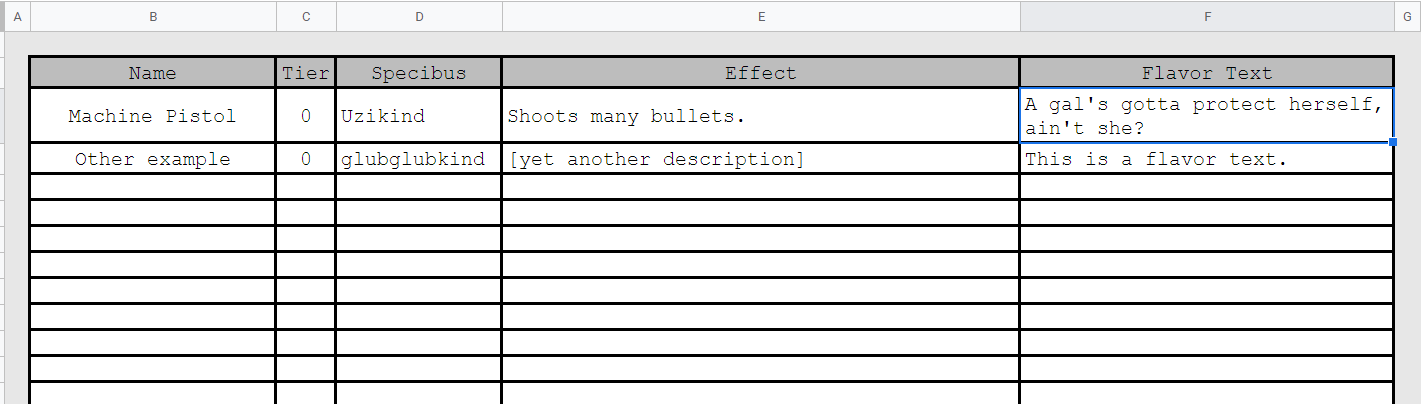 A B C D E F G
Name Tier Specibus Effect Flavor Text
Machine Pistol 0 Uzikind Shoots many bullets. A gal's gotta protect herself,
ain't she?
Other example 0 glubglubkind [yet another description] This is a flavor text.